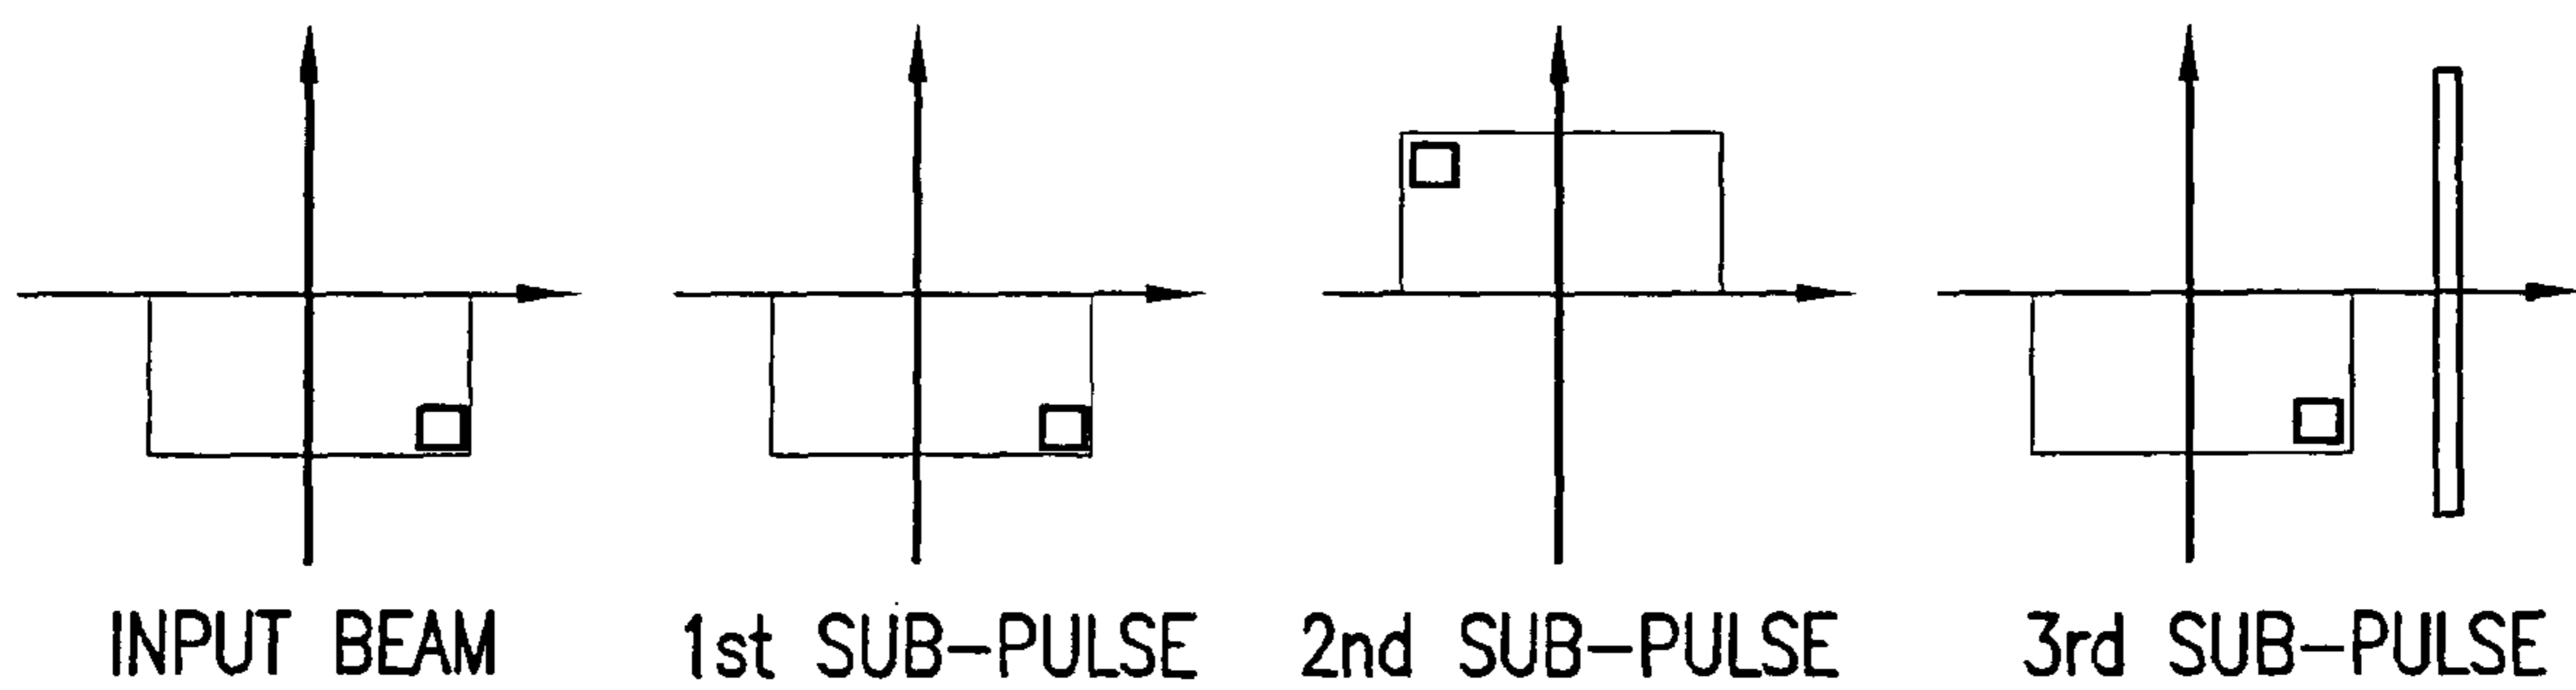 INPUT BEAM
1st SUB-PULSE
2nd SUB-PULSE
3rd SUB-PULSE